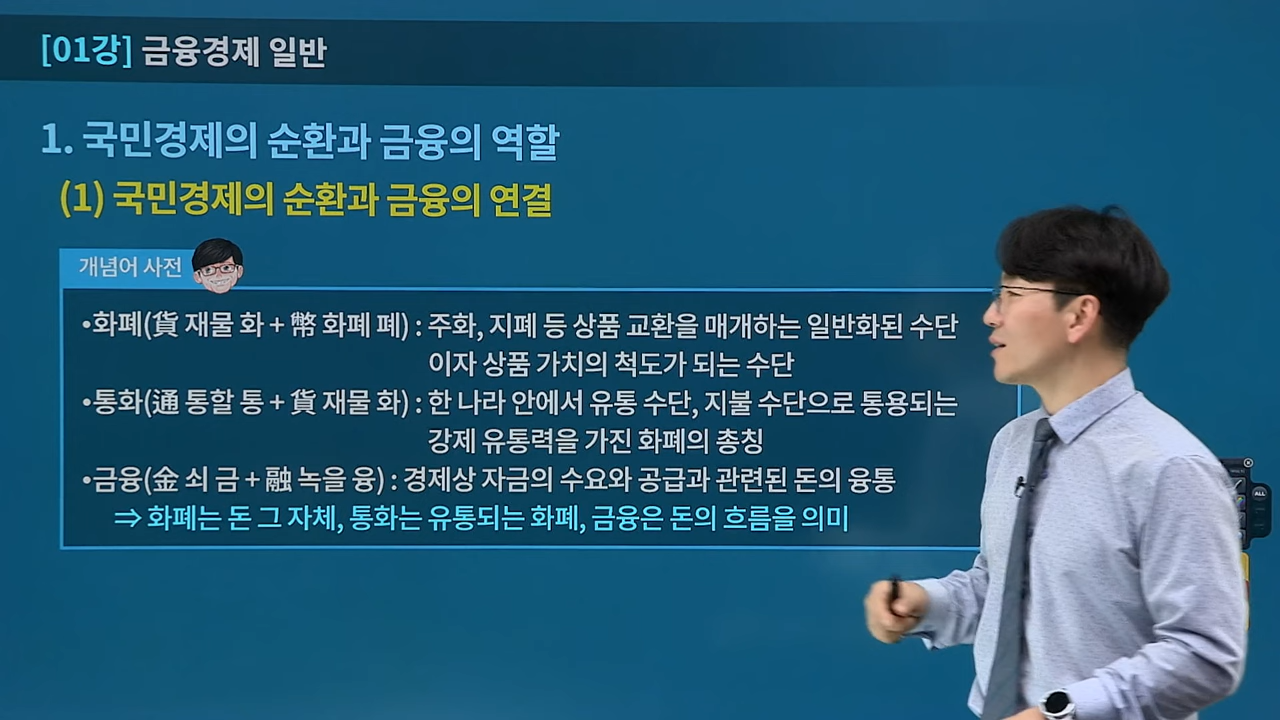 [01강] 금융경제 일반
1. 국민경제의 순환과 금융의 역할
(1) 국민경제의 순환과 금융의 연결
개념어 사전
•화폐(貨 재물 화 + 幣 화폐 폐) : 주화, 지폐 등 상품 교환을 매개하는 일반화된 수단
이자 상품 가치의 척도가 되는 수단
•통화(通 통할 통 + 貨 재물 화) : 한 나라 안에서 유통 수단, 지불 수단으로 통용되는
강제 유통력을 가진 화폐의 총칭
•금융(金 쇠 금 + 融 녹을 융) : 경제상 자금의 수요와 공급과 관련된 돈의 융통
⇒ 화폐는 돈 그 자체, 통화는 유통되는 화폐, 금융은 돈의 흐름을 의미
ALL